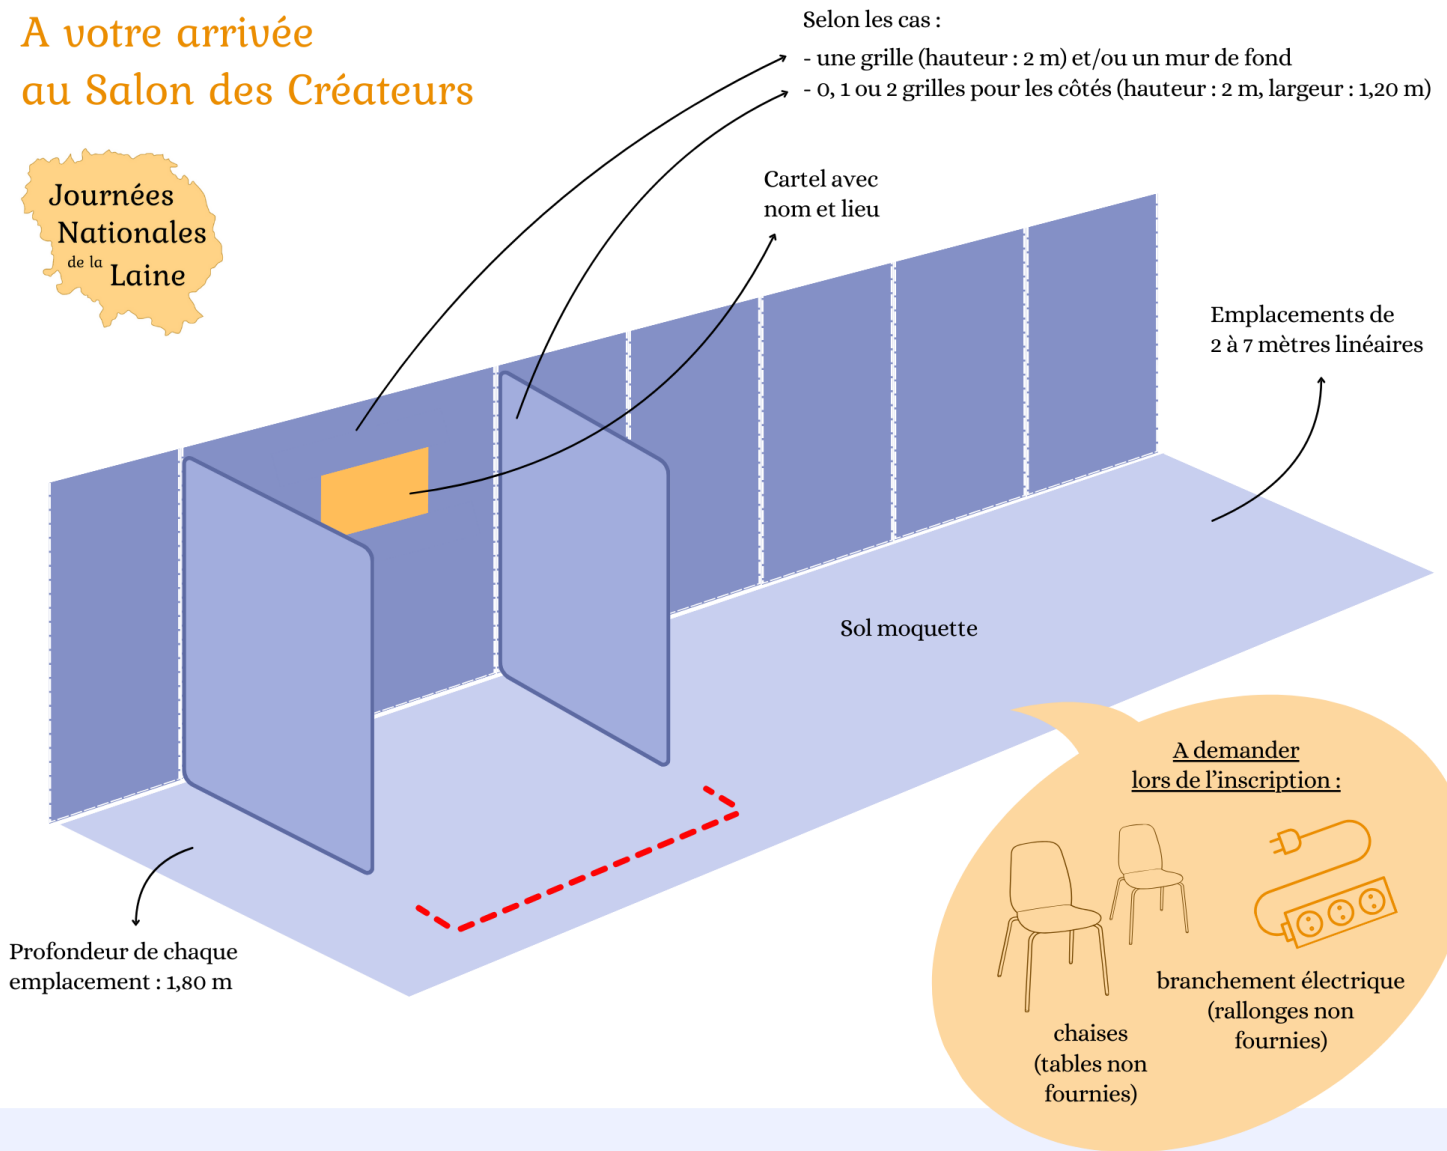 A votre arrivée
au Salon des Créateurs
Selon les cas :
- une grille (hauteur : 2 m) et/ou un mur de fond
- 0, 1 ou 2 grilles pour les côtés (hauteur : 2 m, largeur : 1,20 m)
Journées
Nationales
de la Laine
Cartel avec
nom et lieu
Emplacements de
2 à 7 mètres linéaires
Sol moquette
Profondeur de chaque
emplacement : 1,80 m
A demander
lors de l'inscription :
chaises
(tables non
fournies)
branchement électrique
(rallonges non
fournies)